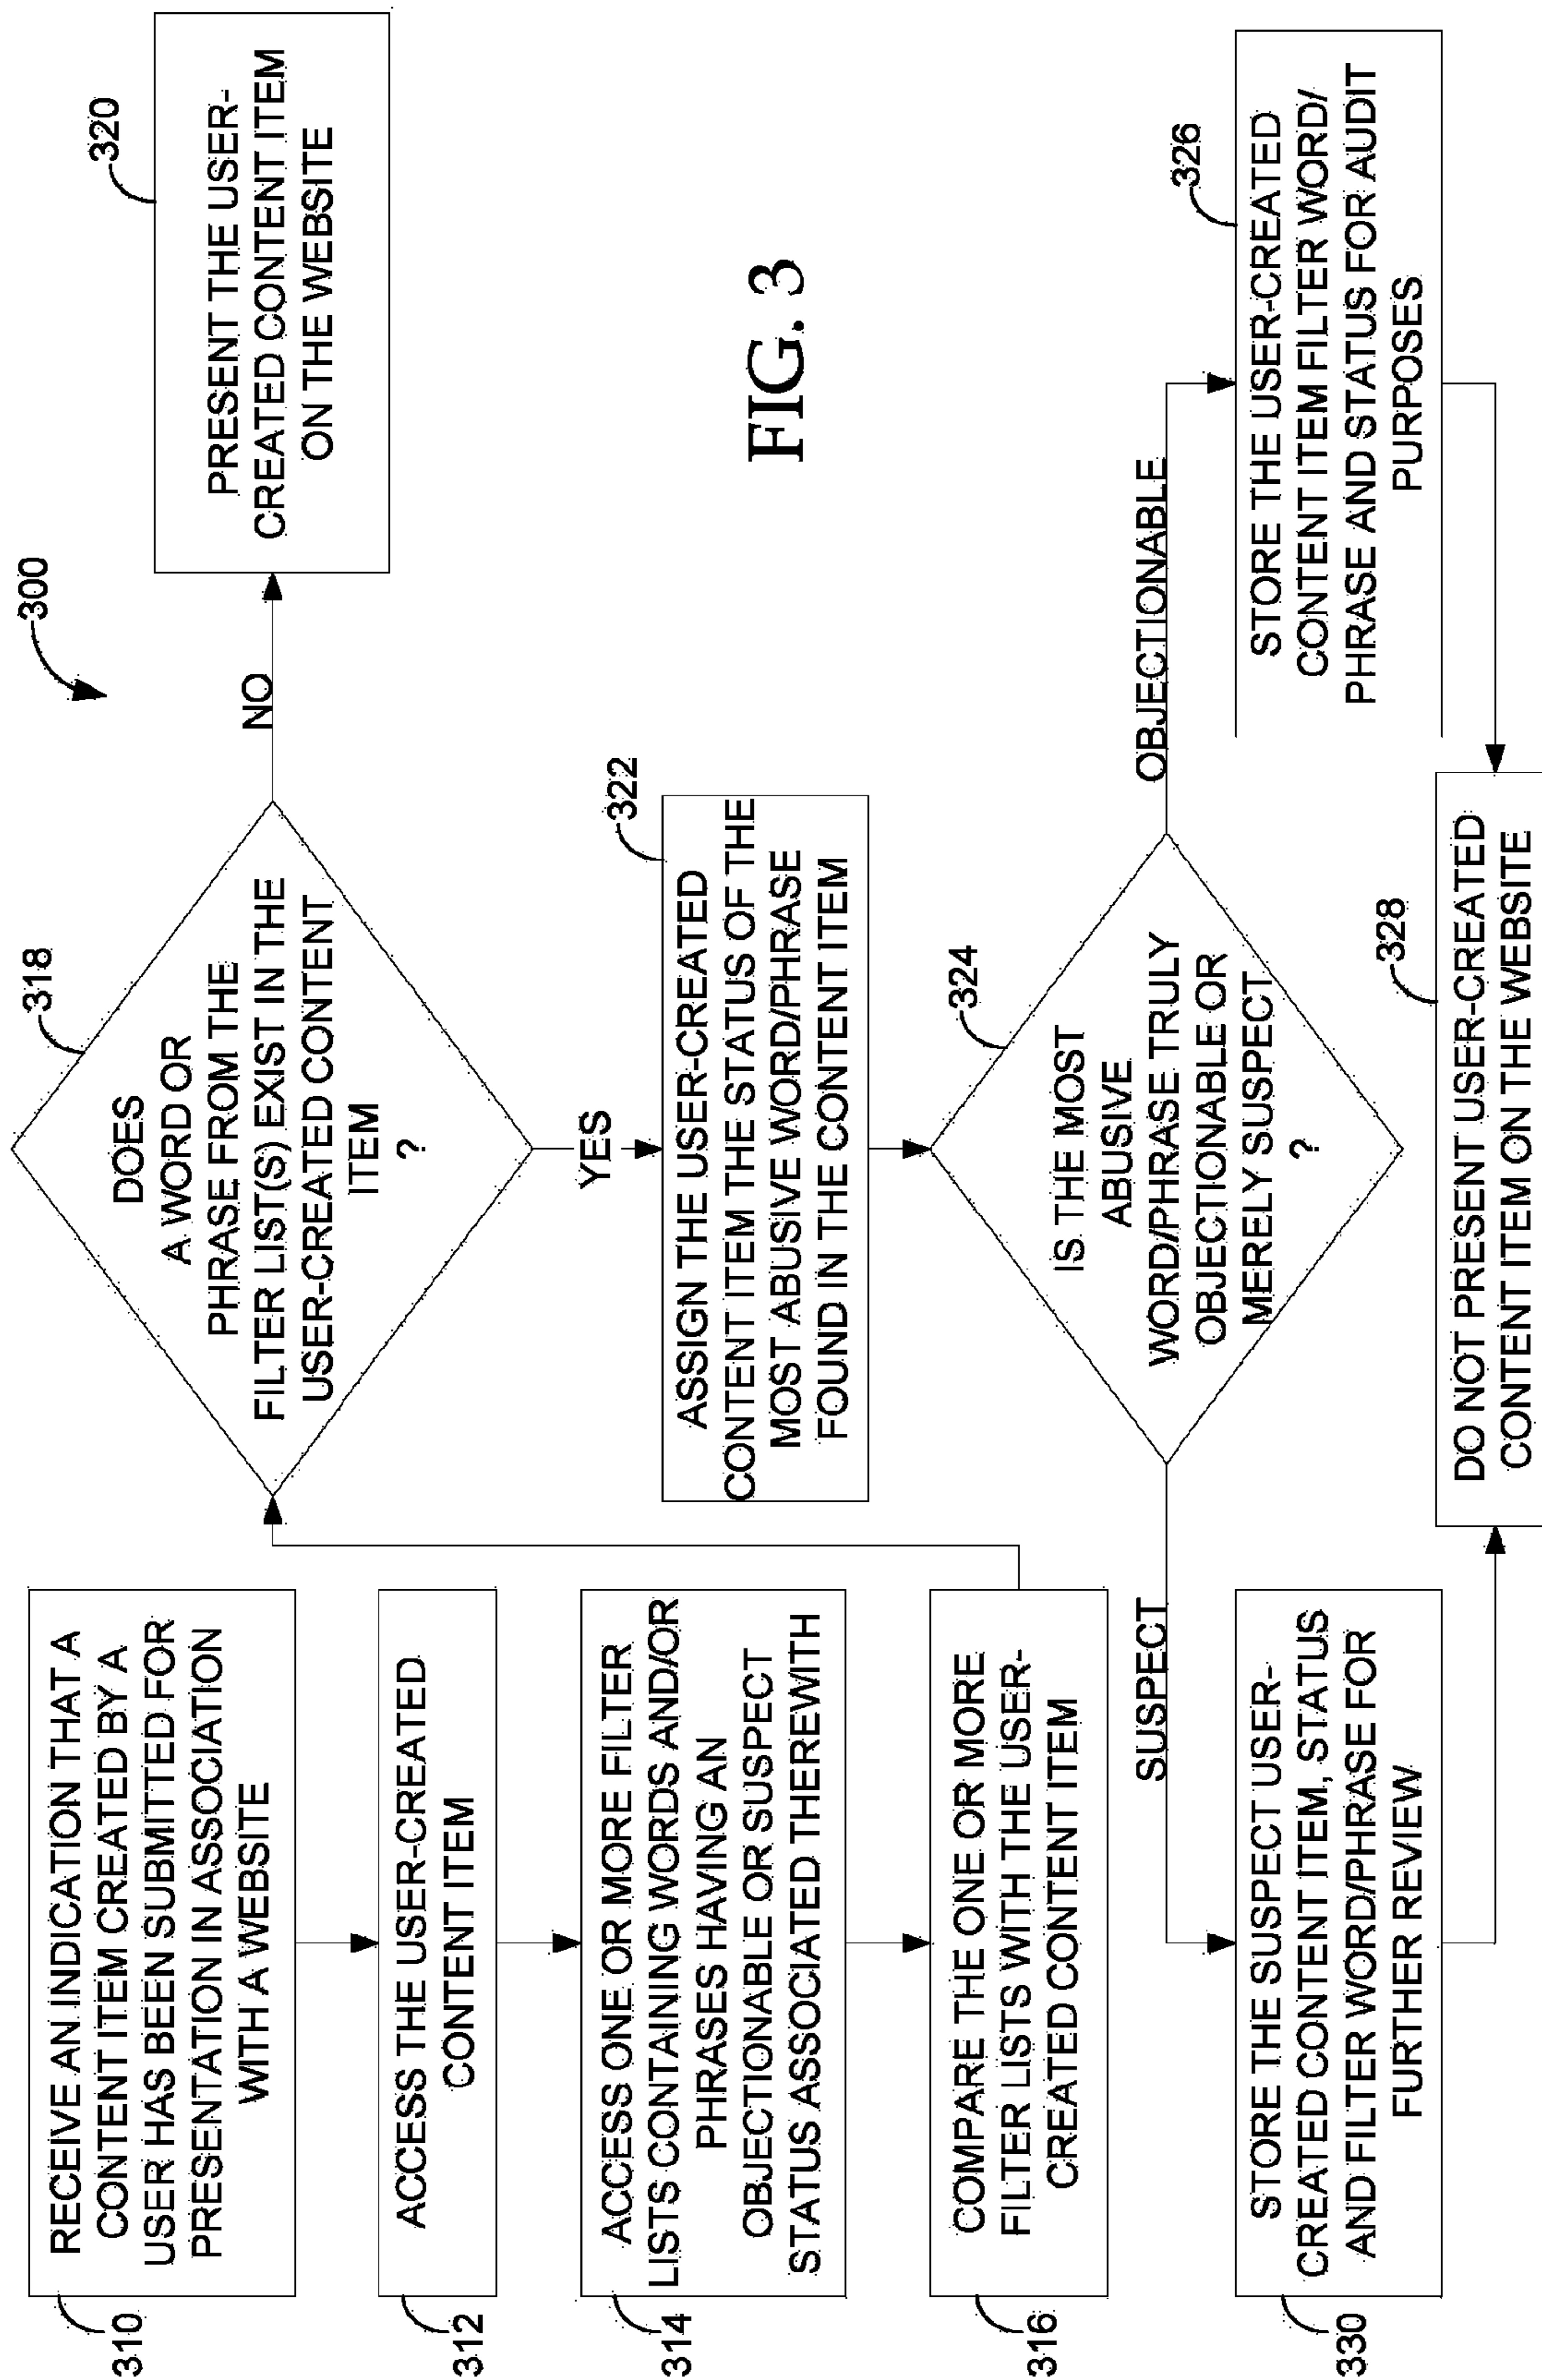 300
310
RECEIVE AN INDICATION THAT A
CONTENT ITEM CREATED BY A
USER HAS BEEN SUBMITTED FOR
PRESENTATION IN ASSOCIATION
WITH A WEBSITE
312
ACCESS THE USER-CREATED
CONTENT ITEM
314
ACCESS ONE OR MORE FILTER
LISTS CONTAINING WORDS AND/OR
PHRASES HAVING AN
OBJECTIONABLE OR SUSPECT
STATUS ASSOCIATED THEREWITH
316
COMPARE THE ONE OR MORE
FILTER LISTS WITH THE USER-
CREATED CONTENT ITEM
318
DOES
A WORD OR
PHRASE FROM THE
FILTER LIST(S) EXIST IN THE
USER-CREATED CONTENT
ITEM
?
NO
320
PRESENT THE USER-
CREATED CONTENT ITEM
ON THE WEBSITE
YES
322
ASSIGN THE USER-CREATED
CONTENT ITEM THE STATUS OF THE
MOST ABUSIVE WORD/PHRASE
FOUND IN THE CONTENT ITEM
324
IS THE MOST
ABUSIVE
WORD/PHRASE TRULY
OBJECTIONABLE OR
MERELY SUSPECT
?
OBJECTIONABLE
326
STORE THE USER-CREATED
CONTENT ITEM FILTER WORD/
PHRASE AND STATUS FOR AUDIT
PURPOSES
SUSPECT
330
STORE THE SUSPECT USER-
CREATED CONTENT ITEM, STATUS
AND FILTER WORD/PHRASE FOR
FURTHER REVIEW
328
DO NOT PRESENT USER-CREATED
CONTENT ITEM ON THE WEBSITE
FIG. 3